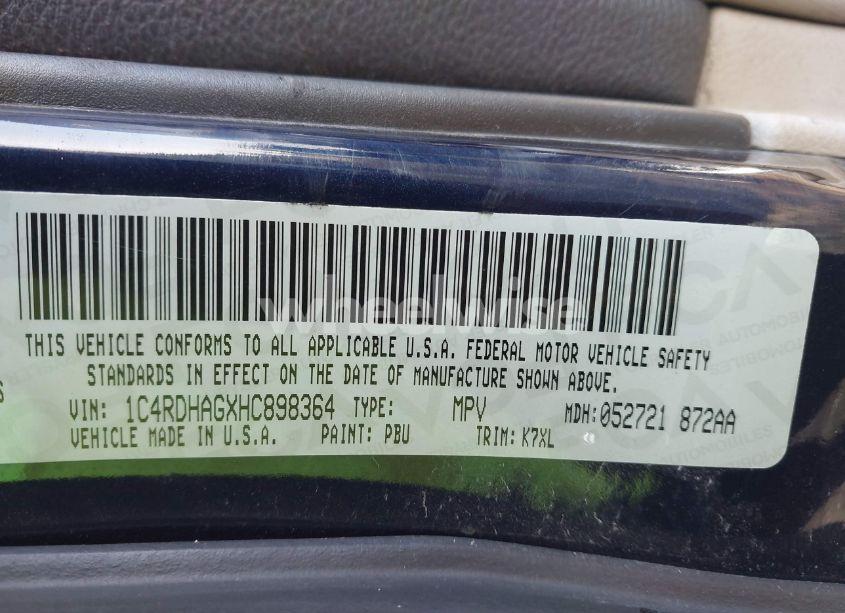 wheelwise
THIS VEHICLE CONFORMS TO ALL APPLICABLE U.S.A. FEDERAL MOTOR VEHICLE SAFETY
STANDARDS IN EFFECT ON THE DATE OF MANUFACTURE SHOWN ABOVE.
VIN: 1C4RDHAGXHC898364 TYPE: MPV MDH:052721 872AA
VEHICLE MADE IN U.S.A. PAINT: PBU TRIM: K7XL